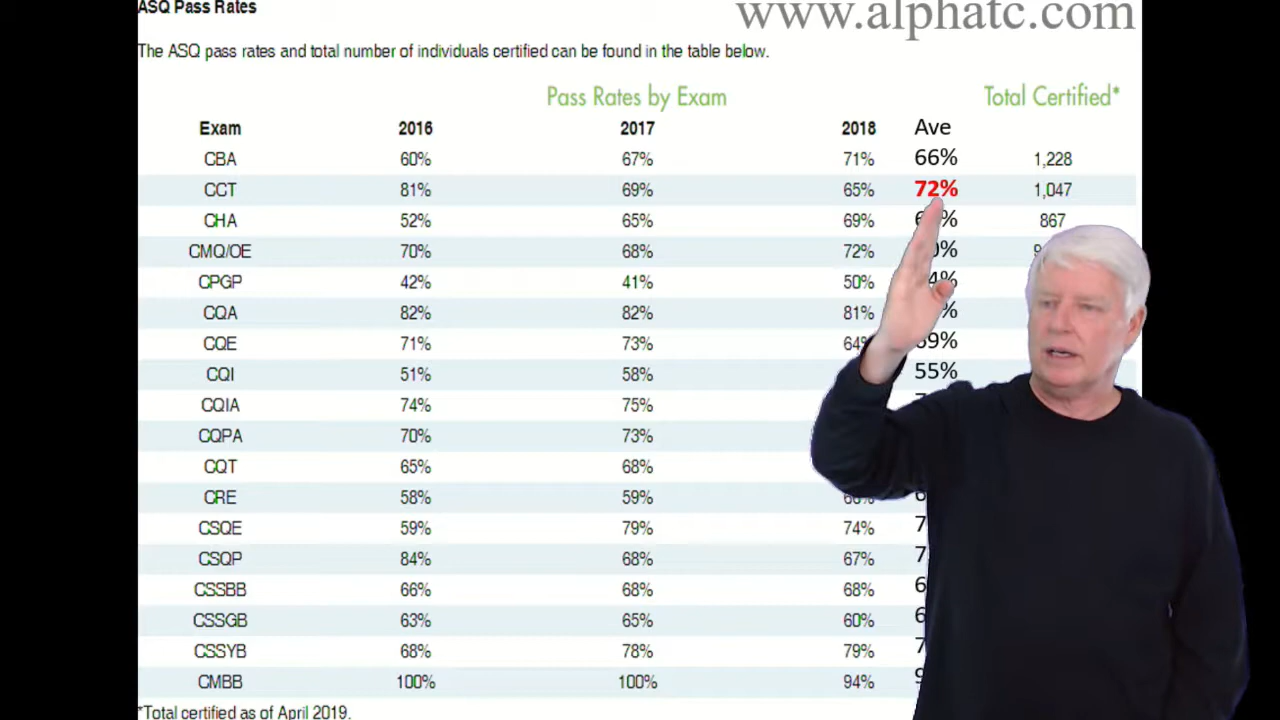 ASQ Pass Rates
www.alphatc.com
The ASQ pass rates and total number of individuals certified can be found in the table below.
Pass Rates by Exam Total Certified*
Exam 2016 2017 2018 Ave
CBA 60% 67% 71% 66% 1,228
CCT 81% 69% 65% 72% 1,047
CHA 52% 65% 69% 867
CMQ/OE 70% 68% 72%
CPGP 42% 41% 50%
CQA 82% 82% 81%
CQE 71% 73%
CQI 51% 58% 55%
CQIA 74% 75%
CQPA 70% 73%
CQT 65% 68%
CRE 58% 59%
CSQE 59% 79% 74%
CSQP 84% 68% 67%
CSSBB 66% 68% 68%
CSSGB 63% 65% 60%
CSSYB 68% 78% 79%
CMBB 100% 100% 94%
*Total certified as of April 2019.